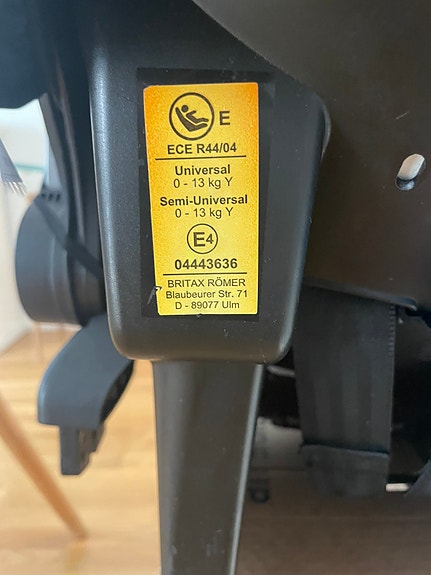 E
ECE R44/04
Universal
0 - 13 kg Y
Semi-Universal
0 - 13 kg Y
E4
04443636
BRITAX RÖMER
Blaubeurer Str. 71
D - 89077 Ulm